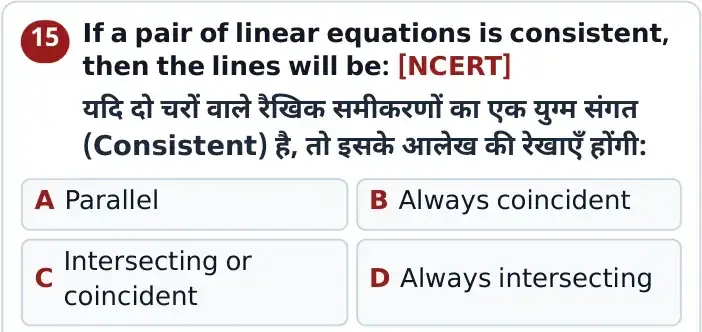 15 If a pair of linear equations is consistent,
then the lines will be: [NCERT]
यदि दो चरों वाले रैखिक समीकरणों का एक युग्म संगत
(Consistent) है, तो इसके आलेख की रेखाएँ होंगी:
A Parallel
B Always coincident
C Intersecting or
coincident
D Always intersecting